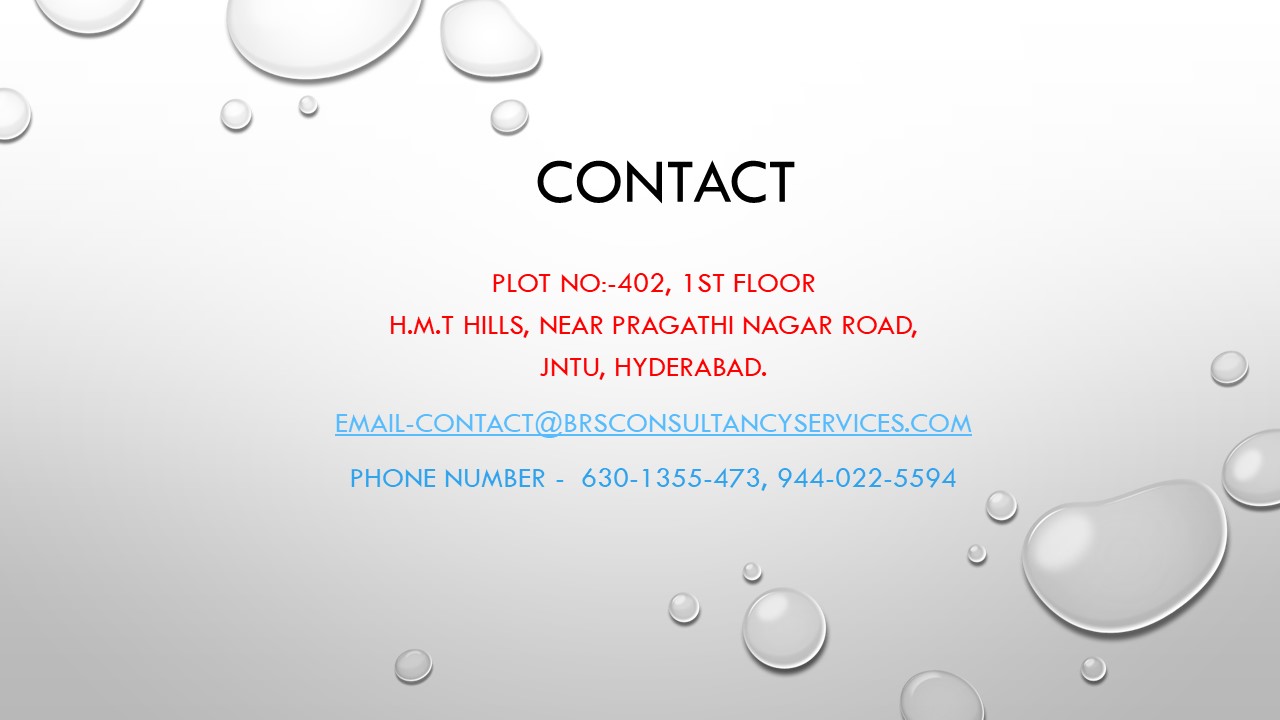 CONTACT
PLOT NO:-402, 1ST FLOOR
H.M.T HILLS, NEAR PRAGATHI NAGAR ROAD,
JNTU, HYDERABAD.
EMAIL-CONTACT@BRSCONSULTANCYSERVICES.COM
PHONE NUMBER -  630-1355-473, 944-022-5594